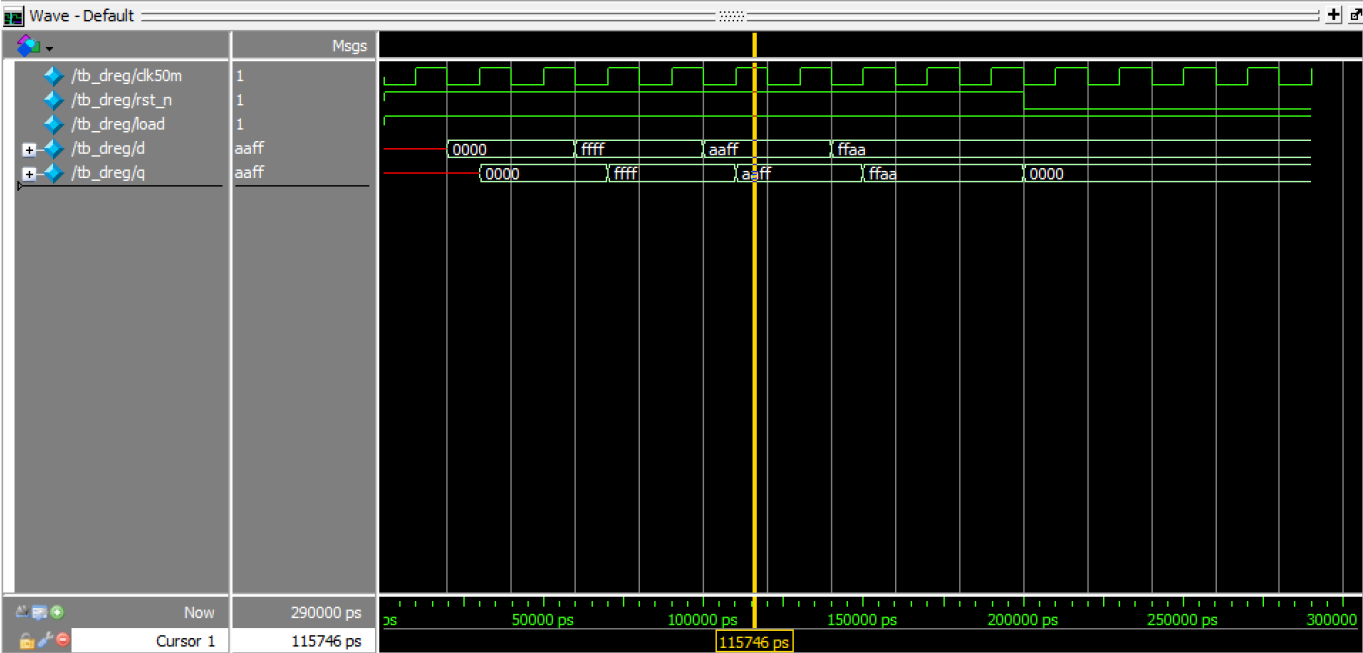 Wave - Default
Msgs
/tb_dreg/clk50m 1
/tb_dreg/rst_n 1
/tb_dreg/load 1
/tb_dreg/d aaff 0000 ffff aaff ffaa
/tb_dreg/q aaff 0000 ffff aaff ffaa 0000
Now 290000 ps ps 50000 ps 100000 ps 150000 ps 200000 ps 250000 ps 300000
Cursor 1 115746 ps 115746 ps